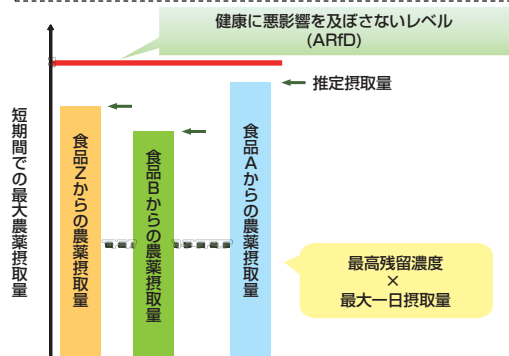 健康に悪影響を及ぼさないレベル
(ARfD)
推定摂取量
短期間での最大農薬摂取量
食品Zからの農薬摂取量
食品Bからの農薬摂取量
食品Aからの農薬摂取量
最高残留濃度
×
最大一日摂取量